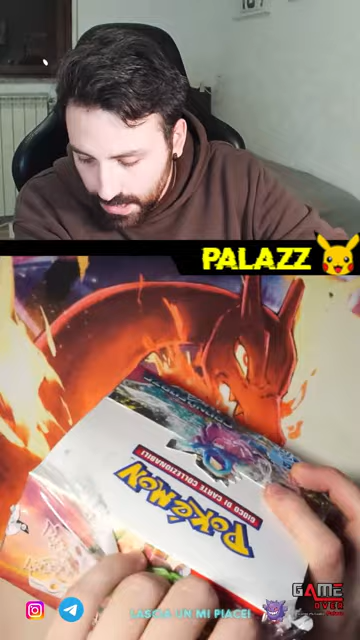 PALAZZ
GIOCO DI CARTE COLLEZIONABILI
POKÉMON
GAME
OVER
LASCIA UN MI PIACE!